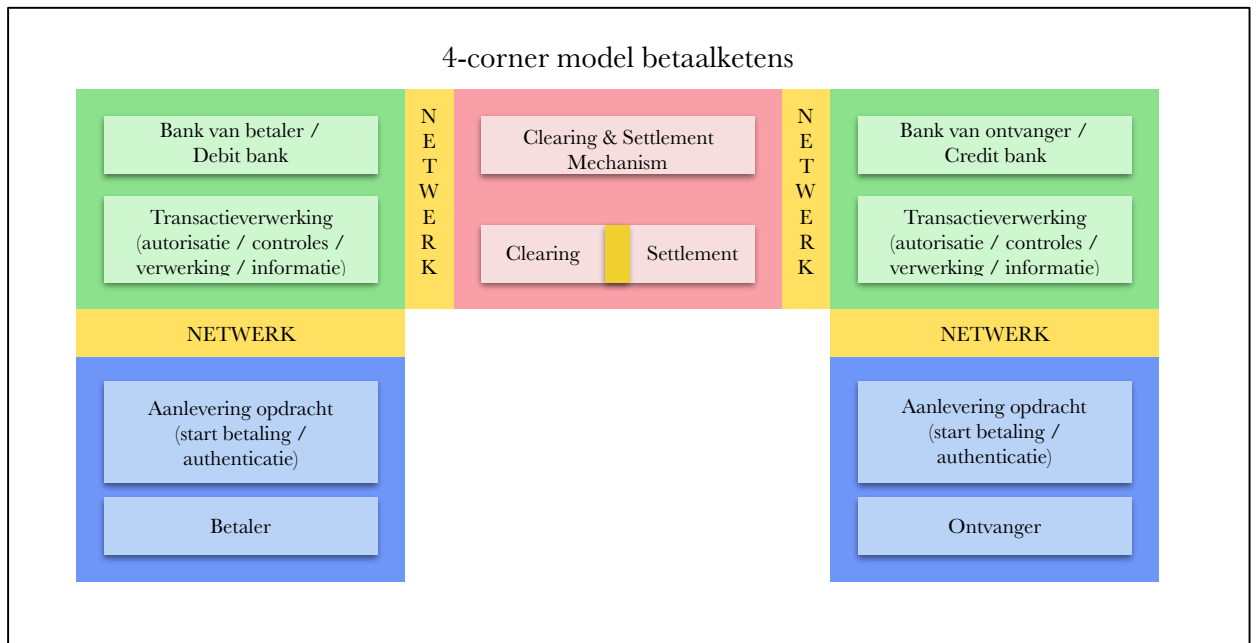 4-corner model betaalketens
Bank van betaler /
Debit bank
Transactieverwerking
(autorisatie / controles /
verwerking / informatie)
NETWERK
Clearing & Settlement
Mechanism
Clearing
Settlement
NETWERK
Bank van ontvanger /
Credit bank
Transactieverwerking
(autorisatie / controles /
verwerking / informatie)
NETWERK
NETWERK
Aanlevering opdracht
(start betaling /
authenticatie)
Betaler
Aanlevering opdracht
(start betaling /
authenticatie)
Ontvanger